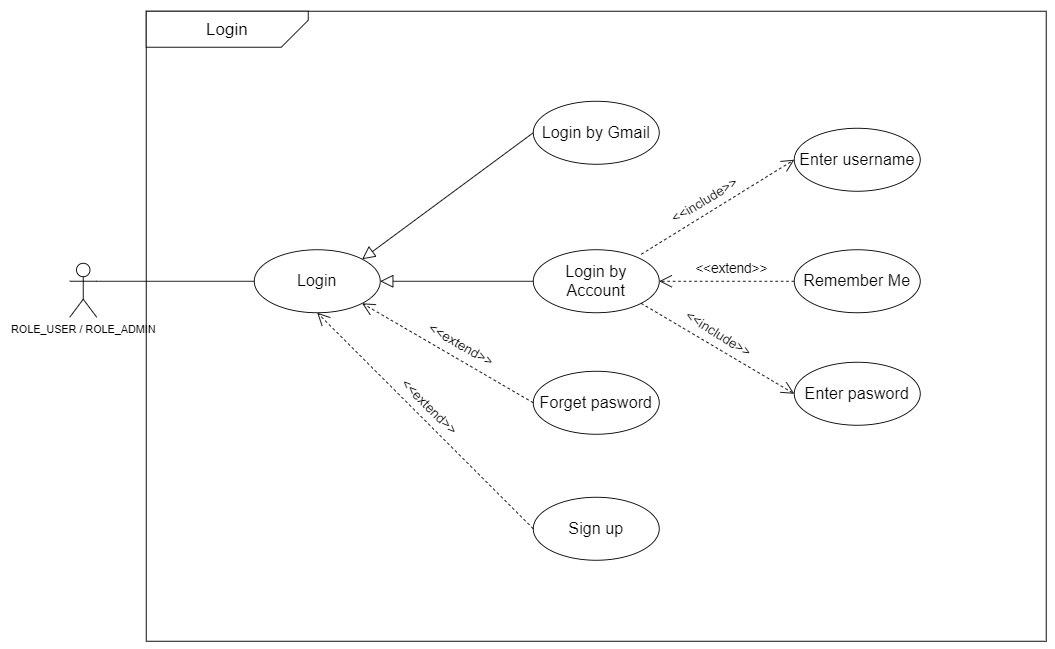 Login
Login by Gmail
Enter username
<<include>>
Login
Login by
Account
<<extend>>
Remember Me
ROLE_USER / ROLE_ADMIN
<<extend>>
<<include>>
Forget pasword
Enter pasword
<<extend>>
Sign up